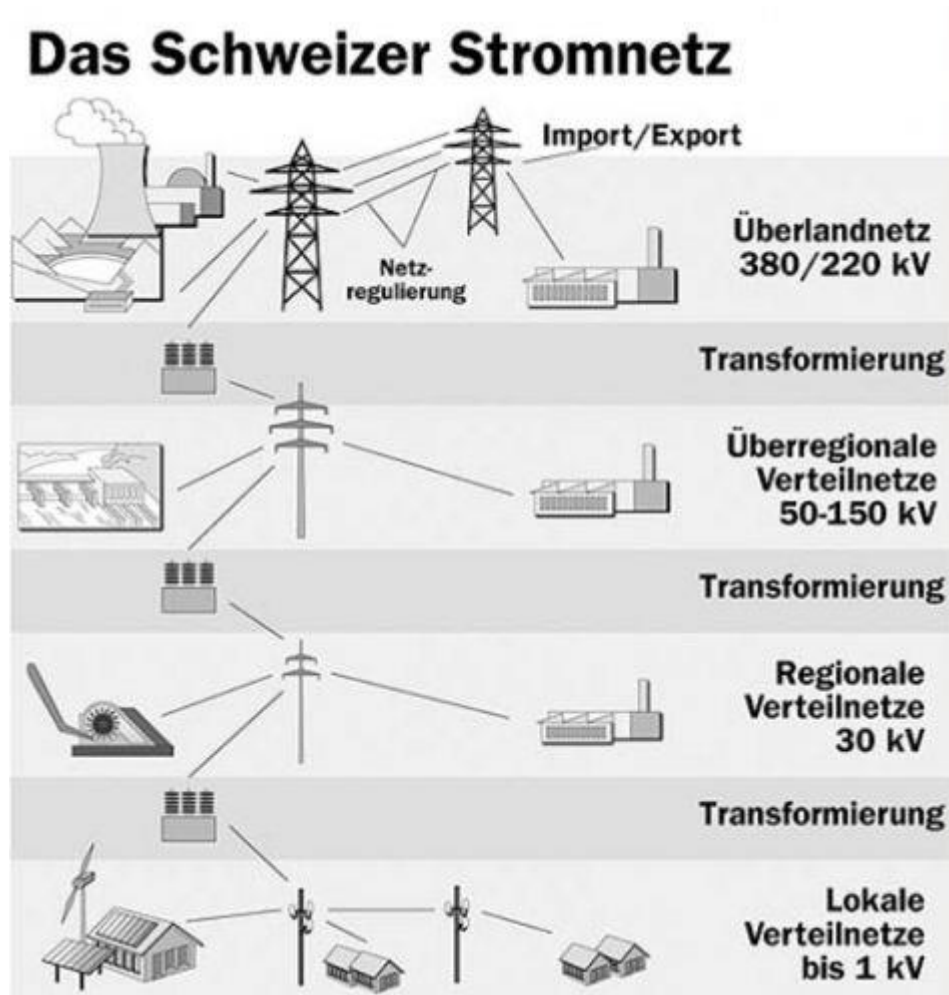 Das Schweizer Stromnetz
Import/Export
Überlandnetz
380/220 kV
Netz-
regulierung
Transformierung
Überregionale
Verteilnetze
50-150 kV
Transformierung
Regionale
Verteilnetze
30 kV
Transformierung
Lokale
Verteilnetze
bis 1 kV